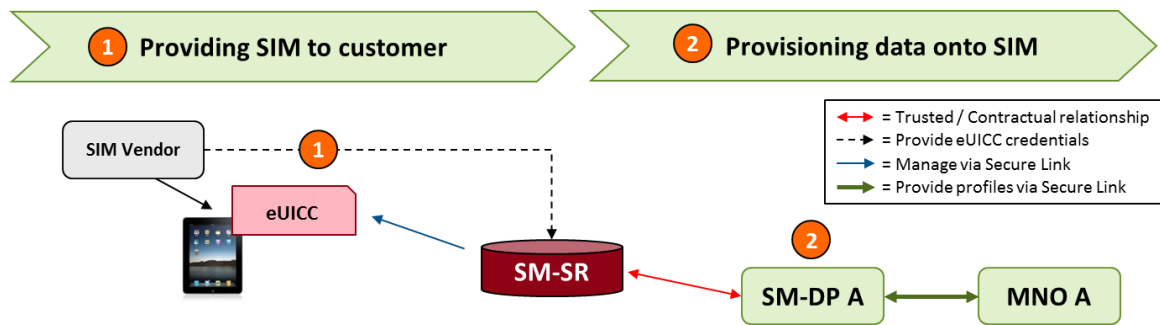 1 Providing SIM to customer
2 Provisioning data onto SIM
= Trusted / Contractual relationship
= Provide eUICC credentials
= Manage via Secure Link
= Provide profiles via Secure Link
SIM Vendor
1
eUICC
2
SM-SR
SM-DP A
MNO A